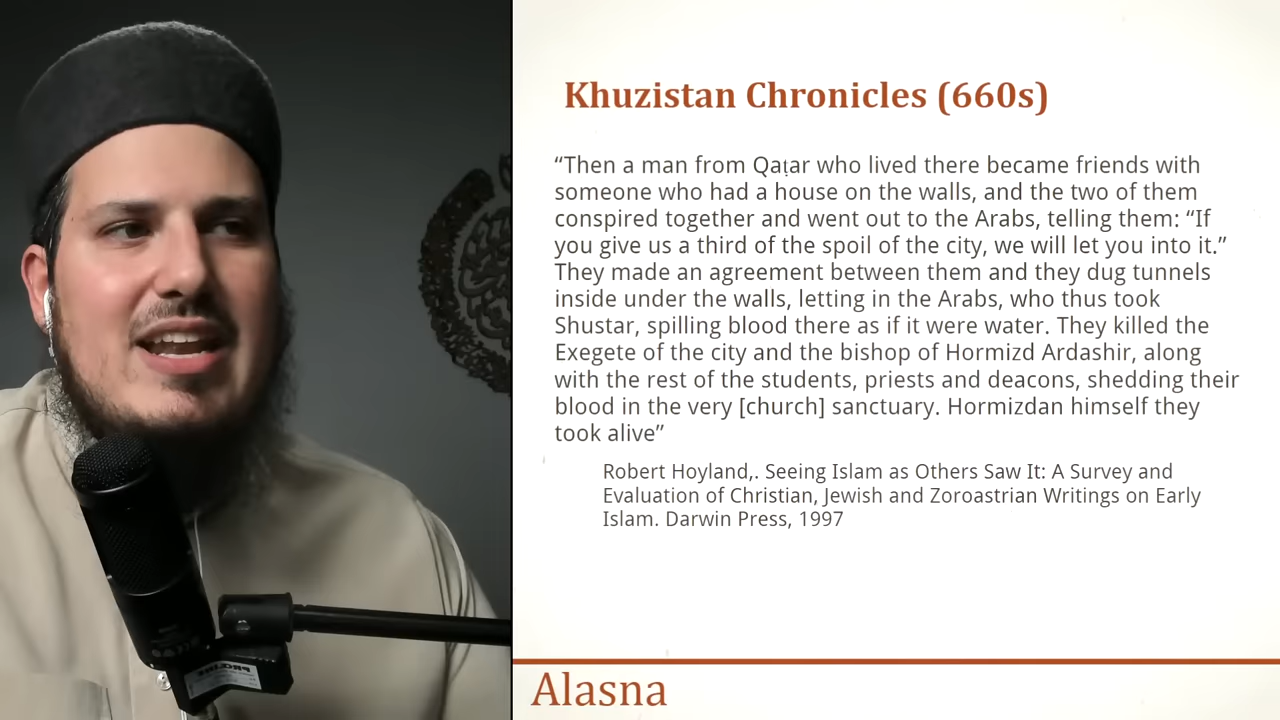 Khuzistan Chronicles (660s)
“Then a man from Qaṭar who lived there became friends with
someone who had a house on the walls, and the two of them
conspired together and went out to the Arabs, telling them: “If
you give us a third of the spoil of the city, we will let you into it.”
They made an agreement between them and they dug tunnels
inside under the walls, letting in the Arabs, who thus took
Shustar, spilling blood there as if it were water. They killed the
Exegete of the city and the bishop of Hormizd Ardashir, along
with the rest of the students, priests and deacons, shedding their
blood in the very [church] sanctuary. Hormizdan himself they
took alive”
Robert Hoyland,. Seeing Islam as Others Saw It: A Survey and
Evaluation of Christian, Jewish and Zoroastrian Writings on Early
Islam. Darwin Press, 1997
Alasna